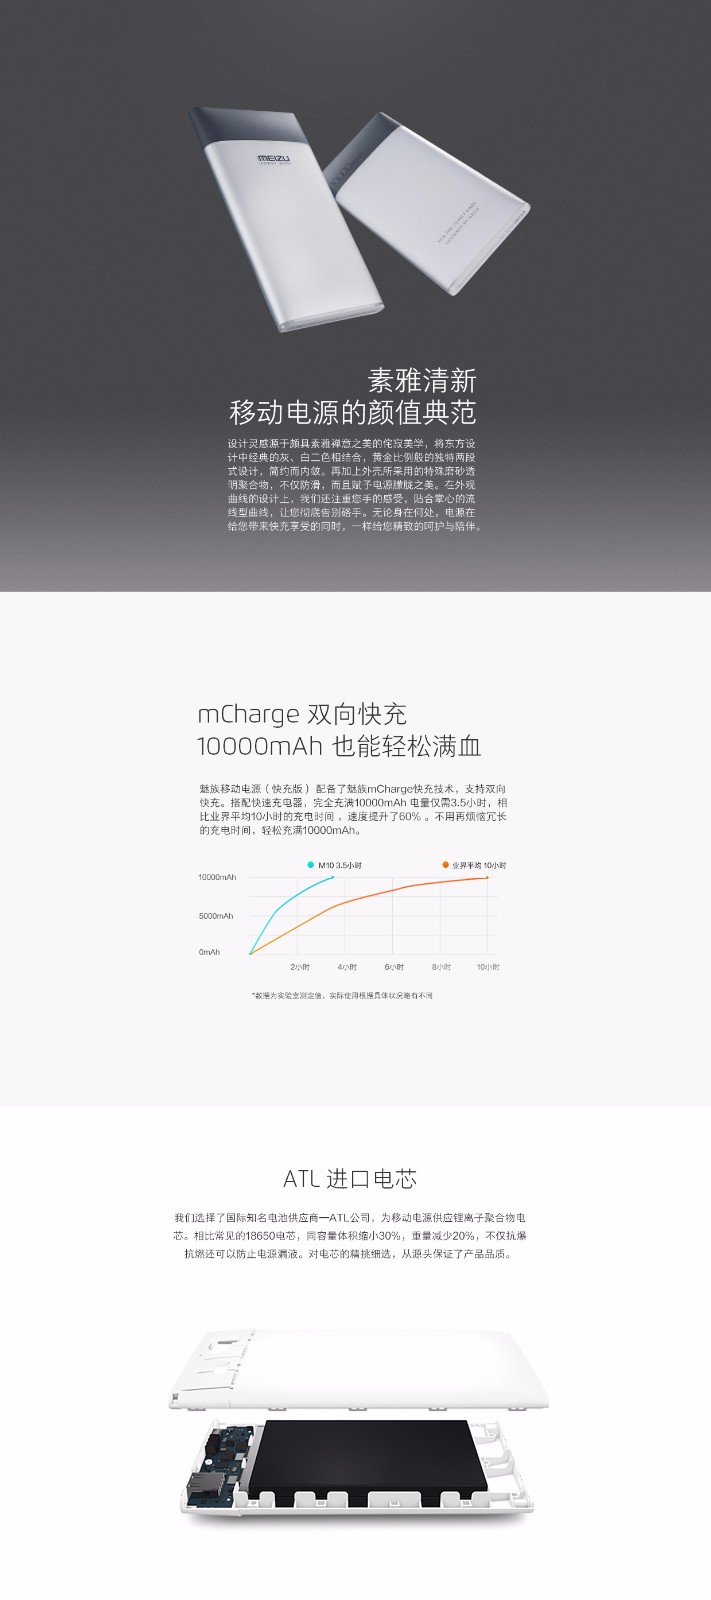 MEIZU
素雅清新
移动电源的颜值典范
设计灵感源于颇具素雅禅意之美的侘寂美学，将东方设
计中经典的灰、白二色相结合，黄金比例般的独特两段
式设计，简约而内敛。再加上外壳所采用的特殊磨砂透
明聚合物，不仅防滑，而且赋予电源朦胧之美。在外观
曲线的设计上，我们还注重您手的感受，贴合掌心的流
线型曲线，让您彻底告别硌手。无论身在何处，电源在
给您带来快充享受的同时，一样给您精致的呵护与陪伴。
mCharge 双向快充
10000mAh 也能轻松满血
魅族移动电源（快充版）配备了魅族mCharge快充技术，支持双向
快充。搭配快速充电器，完全充满10000mAh 电量仅需3.5小时，相
比业界平均10小时的充电时间，速度提升了60% 。不用再烦恼冗长
的充电时间，轻松充满10000mAh。
M10 3.5小时 业界平均 10小时
10000mAh
5000mAh
0mAh
2小时 4小时 6小时 8小时 10小时
*数据为实验室测定值，实际使用根据具体状况略有不同
ATL 进口电芯
我们选择了国际知名电池供应商—ATL公司，为移动电源供应锂离子聚合物电
芯。相比常见的18650电芯，同容量体积缩小30%，重量减少20%，不仅抗爆
抗燃还可以防止电源漏液。对电芯的精挑细选，从源头保证了产品品质。